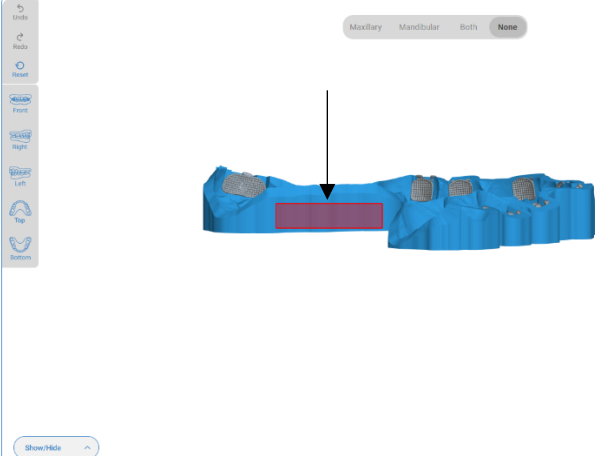 Undo
Maxillary Mandibular Both None
Redo
Reset
Front
Right
Left
Top
Bottom
Show/Hide